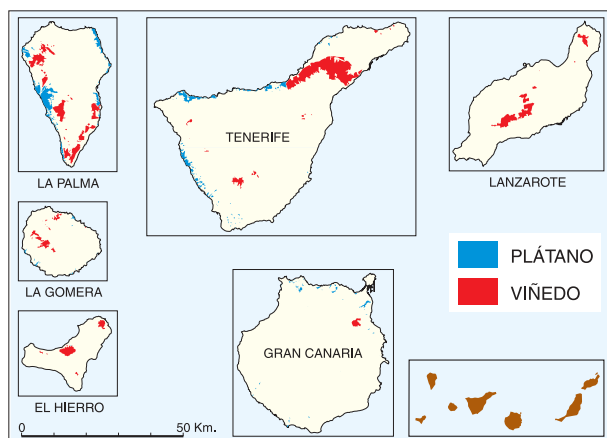 TENERIFE
LA PALMA
LANZAROTE
PLÁTANO
LA GOMERA
VIÑEDO
GRAN CANARIA
EL HIERRO
0 50 Km.